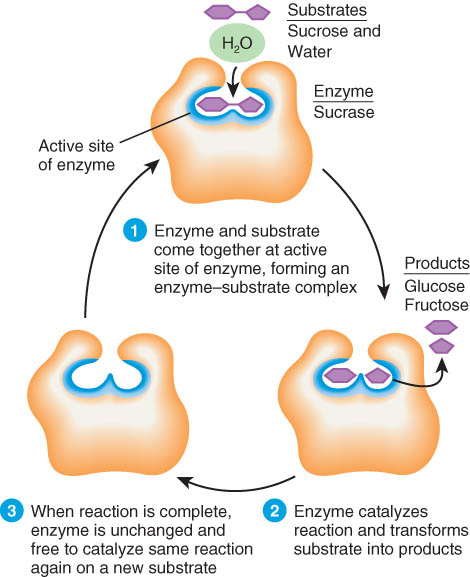 Substrates
Sucrose and
Water
H2O
Enzyme
Sucrase
Active site
of enzyme
1 Enzyme and substrate
come together at active
site of enzyme, forming an
enzyme–substrate complex
Products
Glucose
Fructose
3 When reaction is complete,
enzyme is unchanged and
free to catalyze same reaction
again on a new substrate
2 Enzyme catalyzes
reaction and transforms
substrate into products